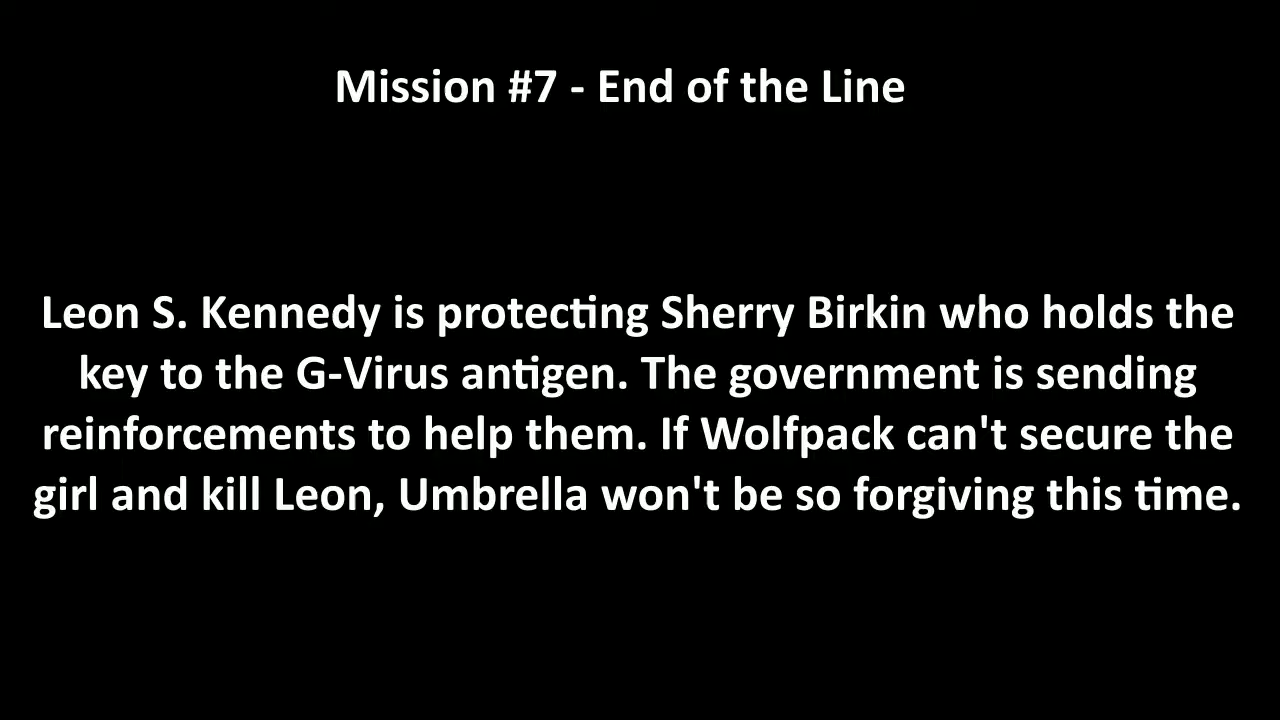 Mission #7 - End of the Line
Leon S. Kennedy is protecting Sherry Birkin who holds the
key to the G-Virus antigen. The government is sending
reinforcements to help them. If Wolfpack can't secure the
girl and kill Leon, Umbrella won't be so forgiving this time.